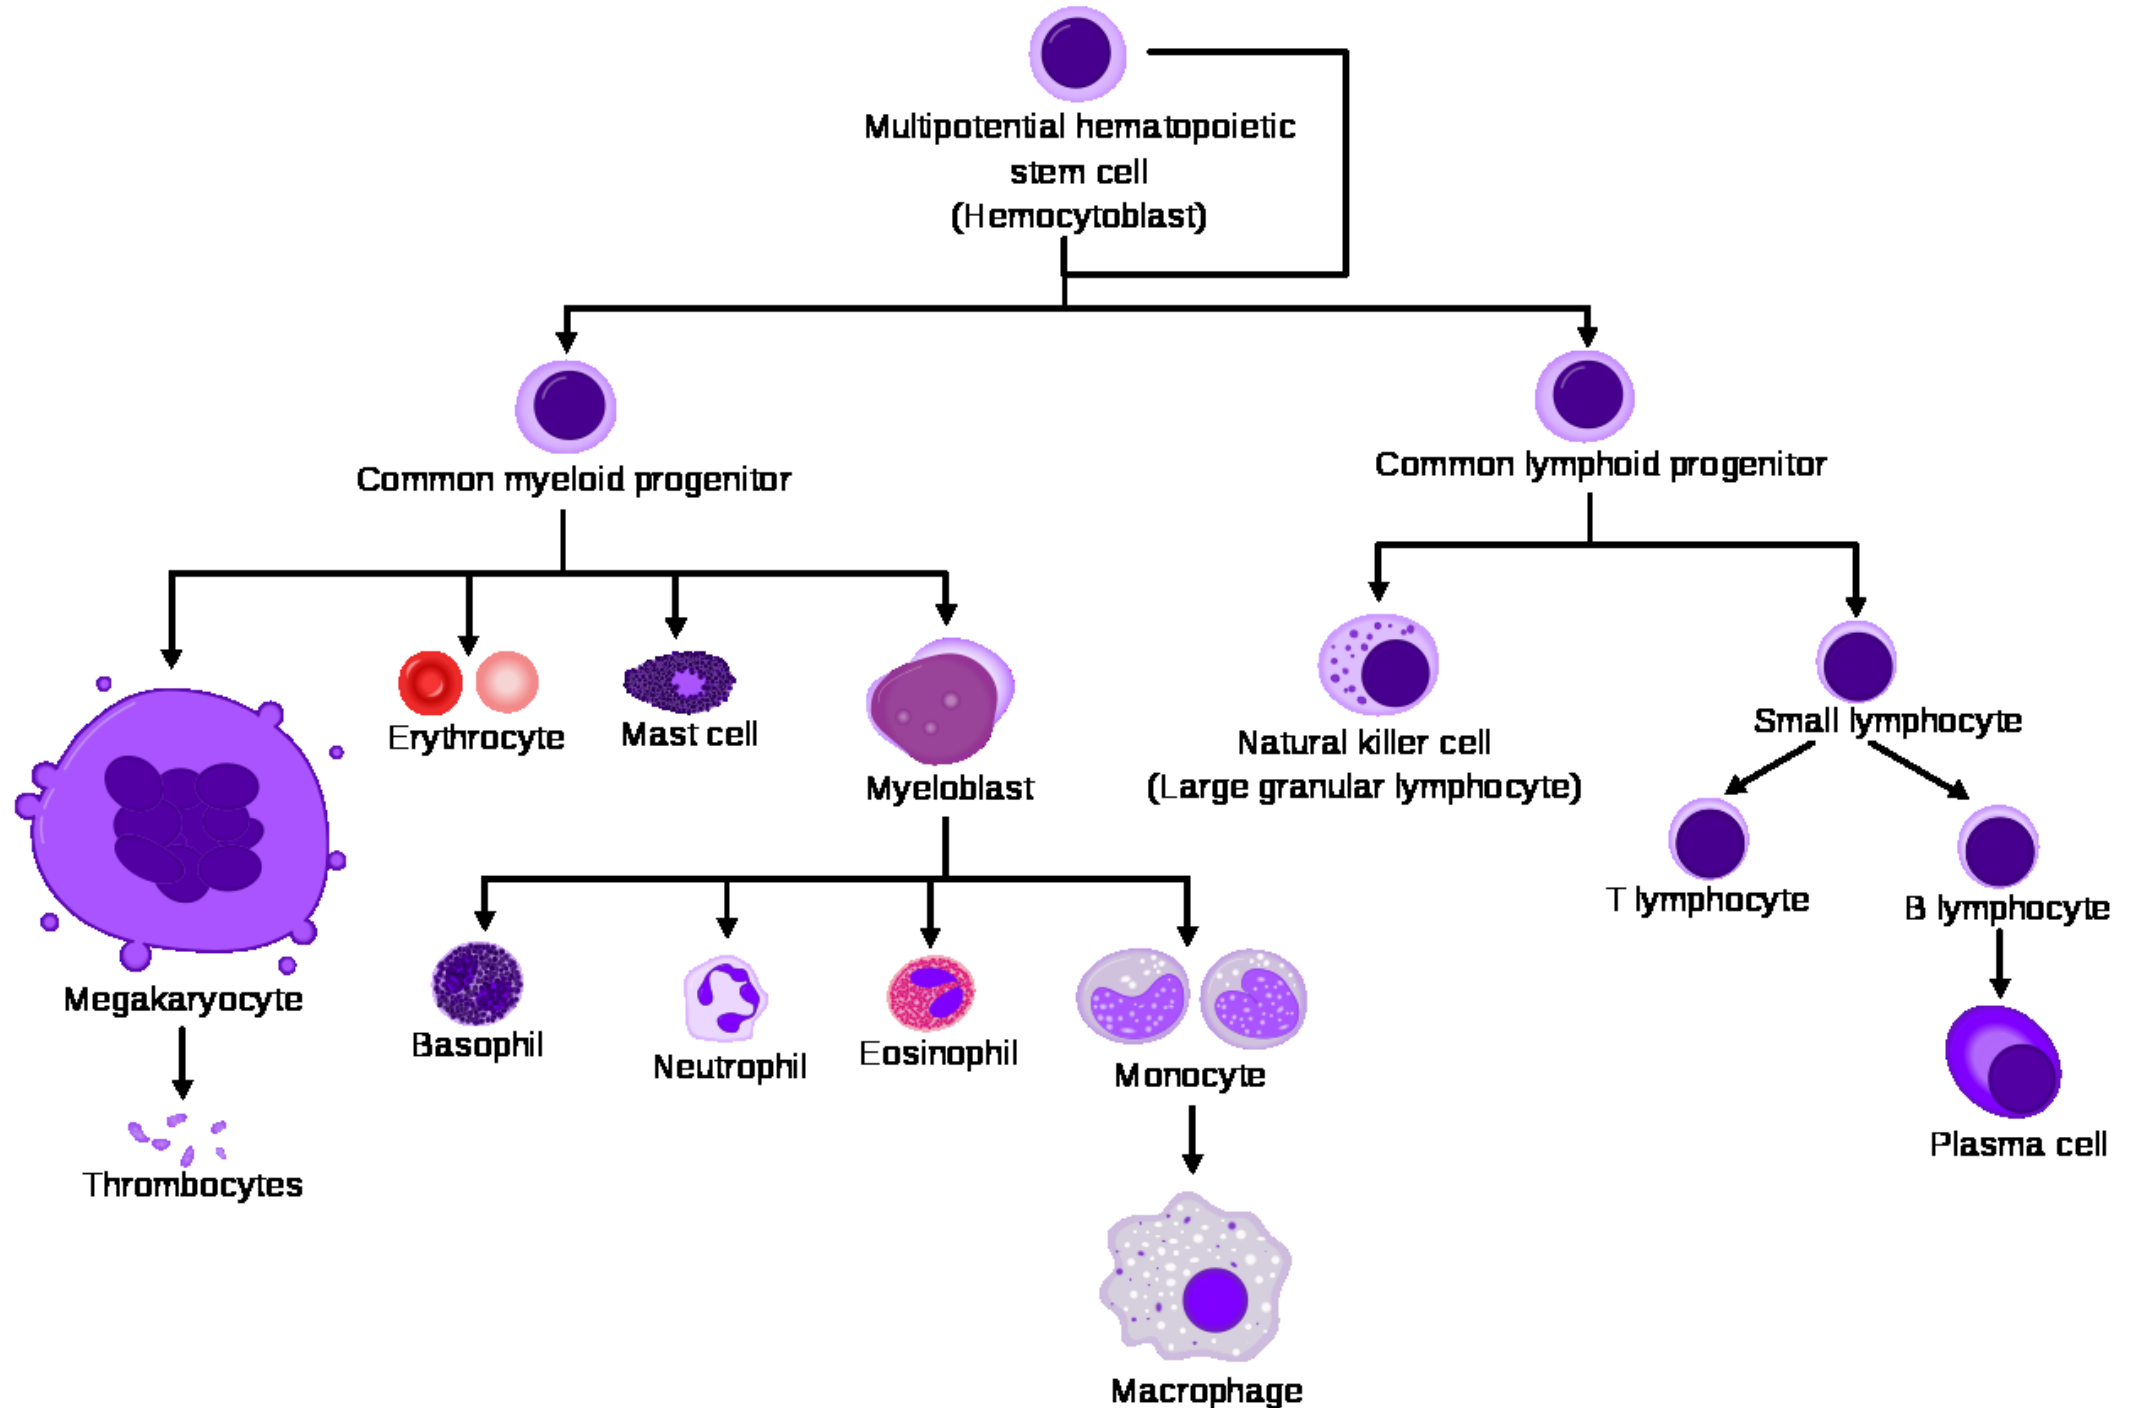 Multipotential hematopoietic
stem cell
(Hemocytoblast)
Common myeloid progenitor
Common lymphoid progenitor
Erythrocyte
Mast cell
Myeloblast
Natural killer cell
(Large granular lymphocyte)
Small lymphocyte
T lymphocyte
B lymphocyte
Megakaryocyte
Basophil
Neutrophil
Eosinophil
Monocyte
Plasma cell
Thrombocytes
Macrophage